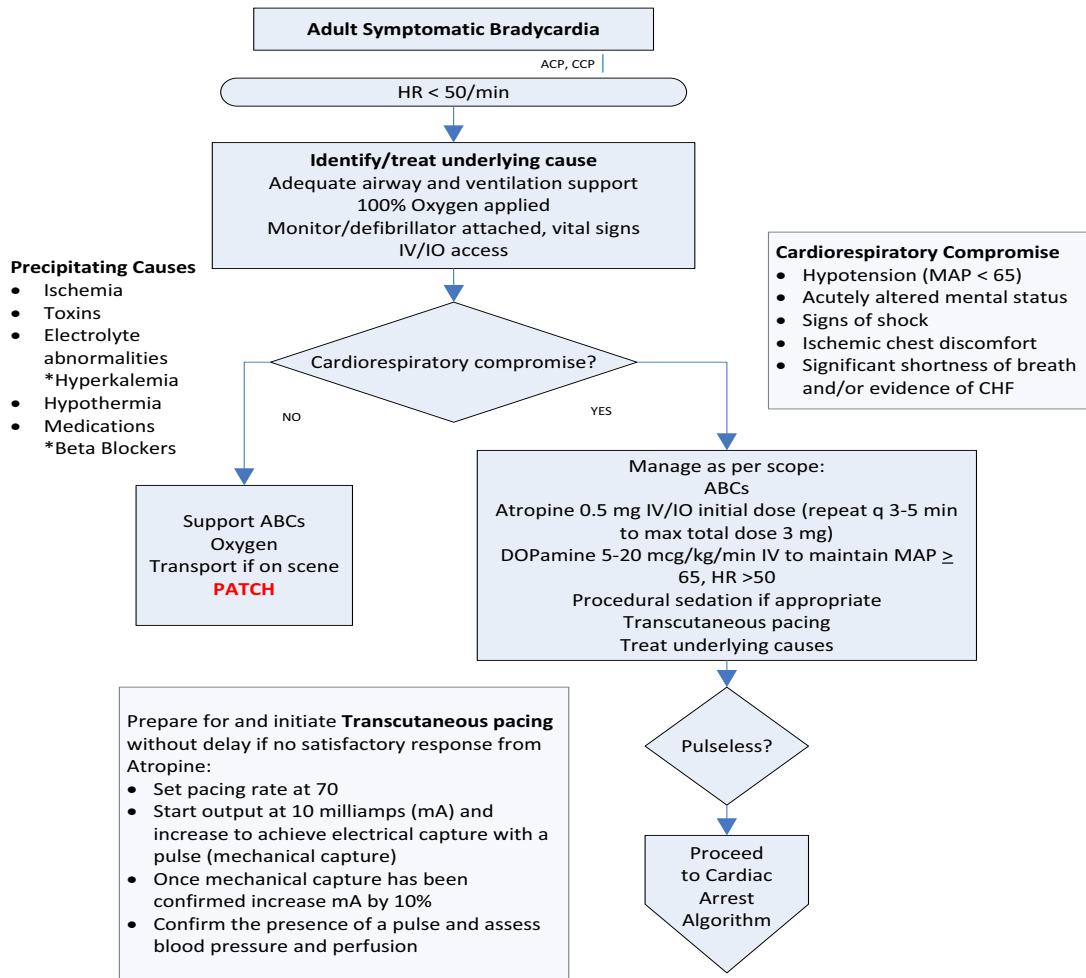 Adult Symptomatic Bradycardia
ACP, CCP
HR < 50/min
Identify/treat underlying cause
Adequate airway and ventilation support
100% Oxygen applied
Monitor/defibrillator attached, vital signs
IV/IO access
Precipitating Causes
• Ischemia
• Toxins
• Electrolyte
abnormalities
*Hyperkalemia
• Hypothermia
• Medications
*Beta Blockers
Cardiorespiratory Compromise
• Hypotension (MAP < 65)
• Acutely altered mental status
• Signs of shock
• Ischemic chest discomfort
• Significant shortness of breath
and/or evidence of CHF
Cardiorespiratory compromise?
NO
YES
Support ABCs
Oxygen
Transport if on scene
PATCH
Manage as per scope:
ABCs
Atropine 0.5 mg IV/IO initial dose (repeat q 3-5 min
to max total dose 3 mg)
DOPamine 5-20 mcg/kg/min IV to maintain MAP ≥
65, HR >50
Procedural sedation if appropriate
Transcutaneous pacing
Treat underlying causes
Prepare for and initiate Transcutaneous pacing
without delay if no satisfactory response from
Atropine:
• Set pacing rate at 70
• Start output at 10 milliamps (mA) and
increase to achieve electrical capture with a
pulse (mechanical capture)
• Once mechanical capture has been
confirmed increase mA by 10%
• Confirm the presence of a pulse and assess
blood pressure and perfusion
Pulseless?
Proceed
to Cardiac
Arrest
Algorithm